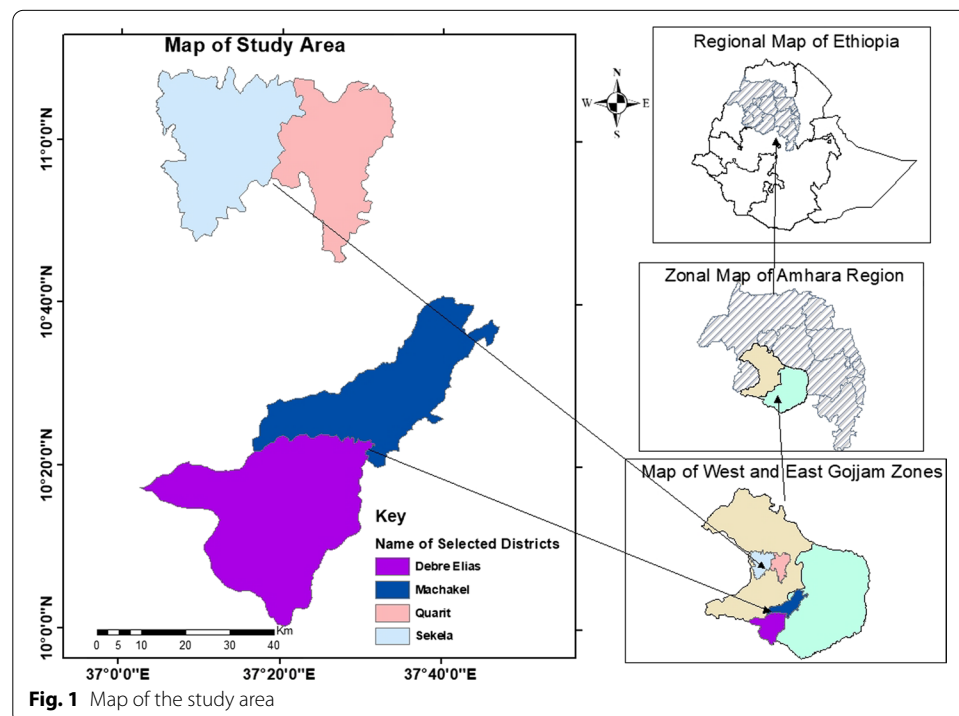 Map of Study Area
11°0'0"N
10°40'0"N
10°20'0"N
10°0'0"N
37°0'0"E
37°20'0"E
37°40'0"E
Key
Name of Selected Districts
Debre Elias
Machakel
Quarit
Sekela
Km
0 5 10 20 30 40
N
W E
S
Regional Map of Ethiopia
Zonal Map of Amhara Region
Map of West and East Gojjam Zones
Fig. 1 Map of the study area